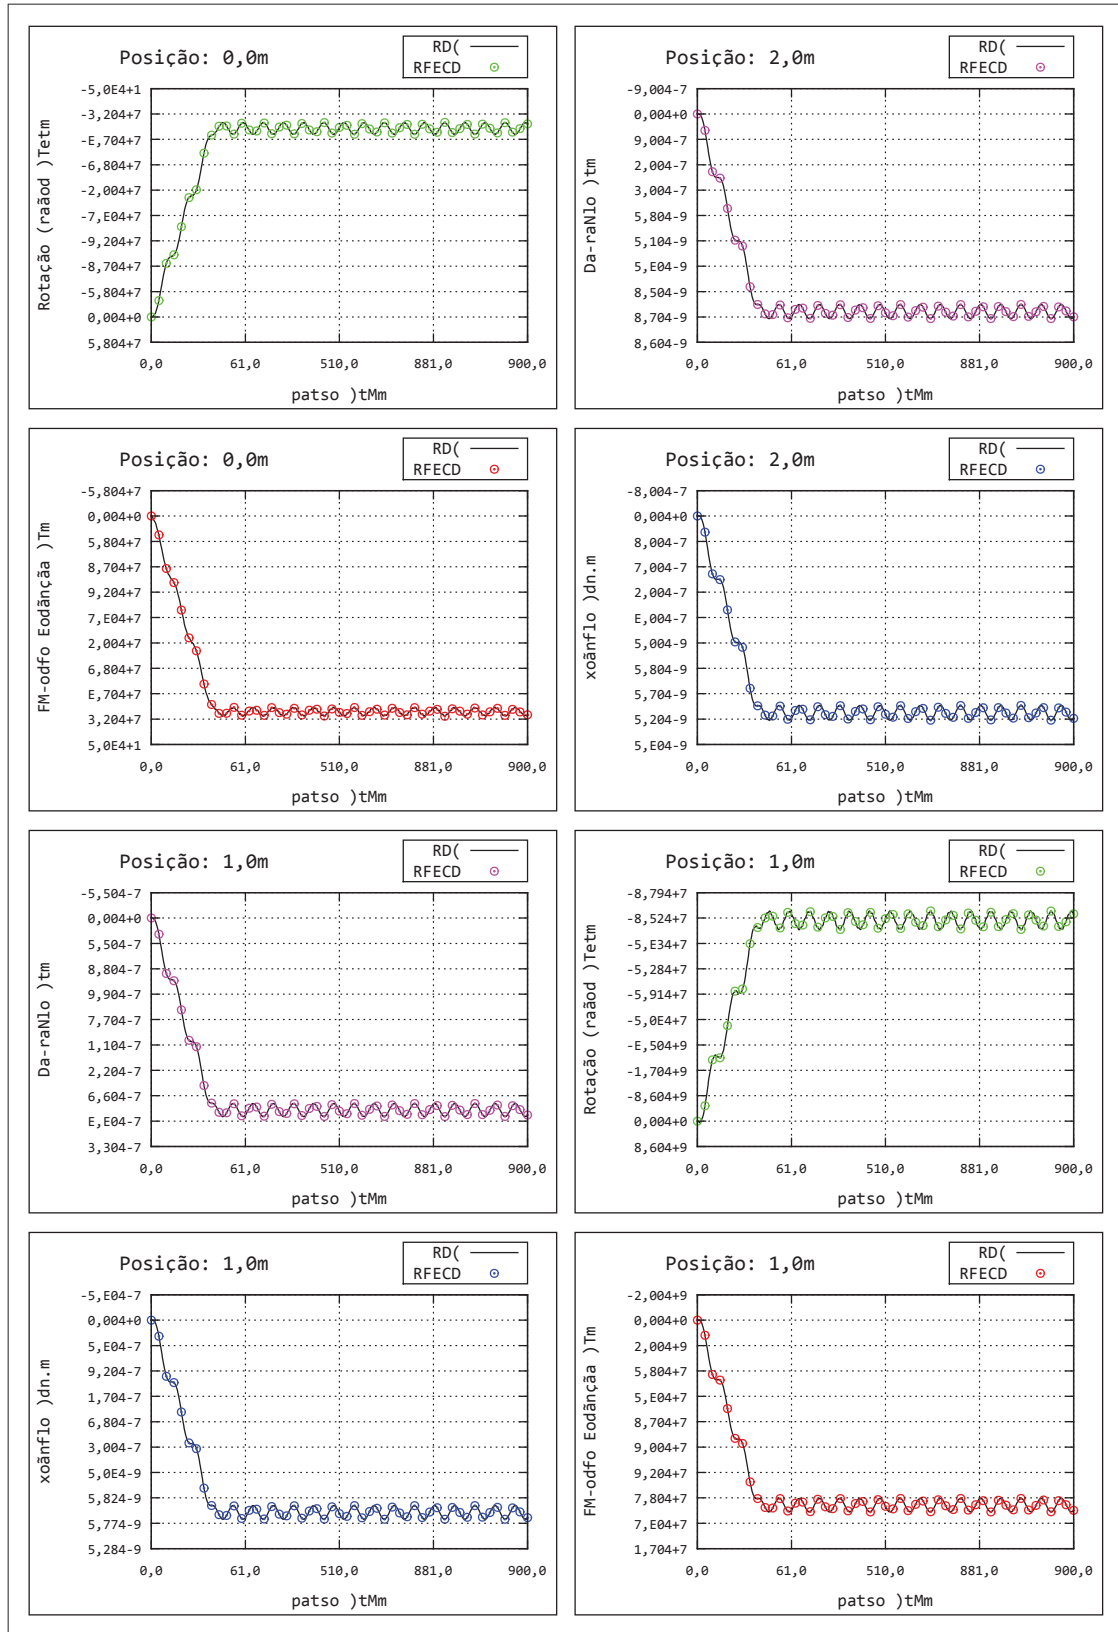 Posição: 0,0m
RD(
RFECD
-5,0E4+1
-3,204+7
-E,704+7
-6,804+7
-2,004+7
-7,E04+7
-9,204+7
-8,704+7
-5,804+7
0,004+0
5,804+7
Rotação (raãod )Tetm
0,0
61,0
510,0
881,0
900,0
patso )tMm
Posição: 2,0m
RD(
RFECD
-9,004-7
0,004+0
9,004-7
2,004-7
3,004-7
5,804-9
5,104-9
5,E04-9
8,504-9
8,704-9
8,604-9
Da-raNlo )tm
0,0
61,0
510,0
881,0
900,0
patso )tMm
Posição: 0,0m
RD(
RFECD
-5,804+7
0,004+0
5,804+7
8,704+7
9,204+7
7,E04+7
2,004+7
6,804+7
E,704+7
3,204+7
5,0E4+1
FM-odfo Eodãnçãa )Tm
0,0
61,0
510,0
881,0
900,0
patso )tMm
Posição: 2,0m
RD(
RFECD
-8,004-7
0,004+0
8,004-7
7,004-7
2,004-7
E,004-7
5,004-9
5,804-9
5,704-9
5,204-9
5,E04-9
xoãnflo )dn.m
0,0
61,0
510,0
881,0
900,0
patso )tMm
Posição: 1,0m
RD(
RFECD
-5,504-7
0,004+0
5,504-7
8,804-7
9,904-7
7,704-7
1,104-7
2,204-7
6,604-7
E,E04-7
3,304-7
Da-raNlo )tm
0,0
61,0
510,0
881,0
900,0
patso )tMm
Posição: 1,0m
RD(
RFECD
-8,794+7
-8,524+7
-5,E34+7
-5,284+7
-5,914+7
-5,0E4+7
-E,504+9
-1,704+9
-8,604+9
0,004+0
8,604+9
Rotação (raãod )Tetm
0,0
61,0
510,0
881,0
900,0
patso )tMm
Posição: 1,0m
RD(
RFECD
-5,E04-7
0,004+0
5,E04-7
9,204-7
1,704-7
6,804-7
3,004-7
5,0E4-9
5,824-9
5,774-9
5,284-9
xoãnflo )dn.m
0,0
61,0
510,0
881,0
900,0
patso )tMm
Posição: 1,0m
RD(
RFECD
-2,004+9
0,004+0
2,004+9
5,804+7
5,E04+7
8,704+7
9,004+7
9,204+7
7,804+7
7,E04+7
1,704+7
FM-odfo Eodãnçãa )Tm
0,0
61,0
510,0
881,0
900,0
patso )tMm